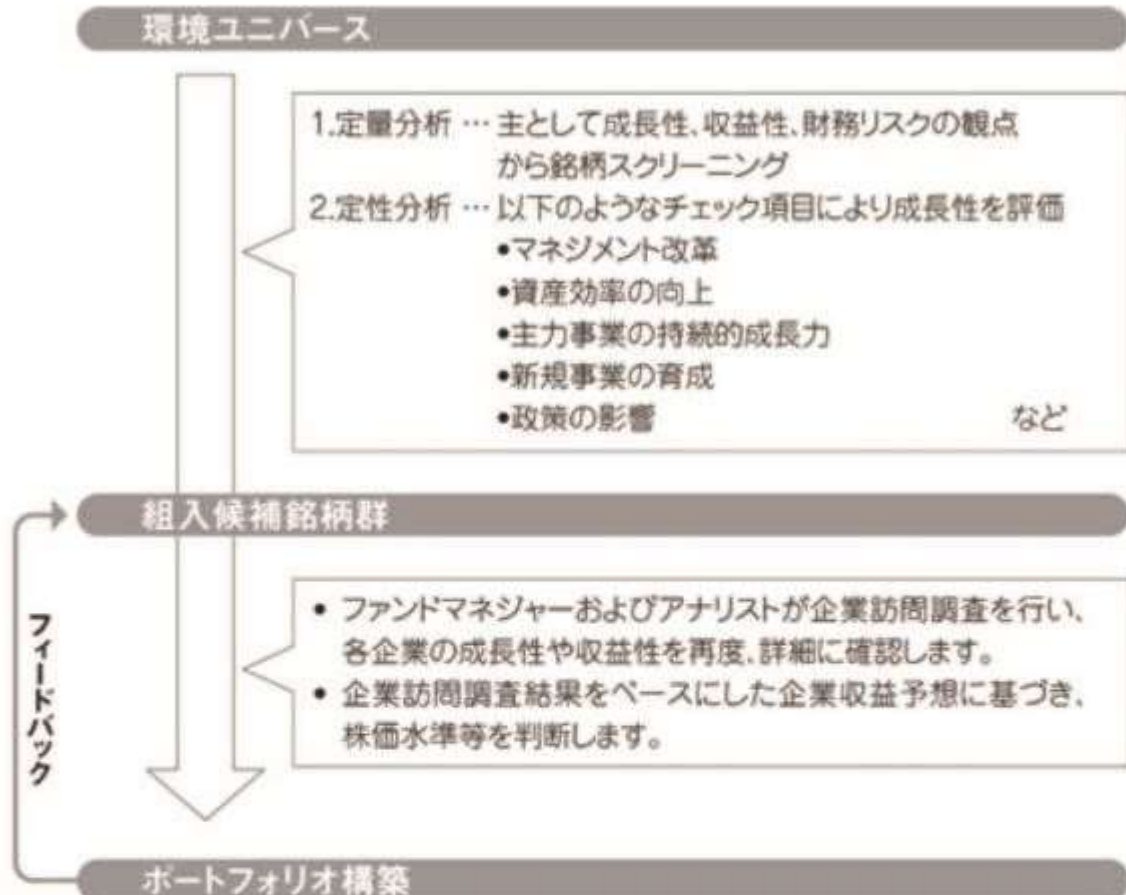 環境ユニバース
1.定量分析 … 主として成長性、収益性、財務リスクの観点
から銘柄スクリーニング
2.定性分析 … 以下のようなチェック項目により成長性を評価
•マネジメント改革
•資産効率の向上
•主力事業の持続的成長力
•新規事業の育成
•政策の影響 など
組入候補銘柄群
• ファンドマネジャーおよびアナリストが企業訪問調査を行い、
各企業の成長性や収益性を再度、詳細に確認します。
• 企業訪問調査結果をベースにした企業収益予想に基づき、
株価水準等を判断します。
フィードバック
ポートフォリオ構築